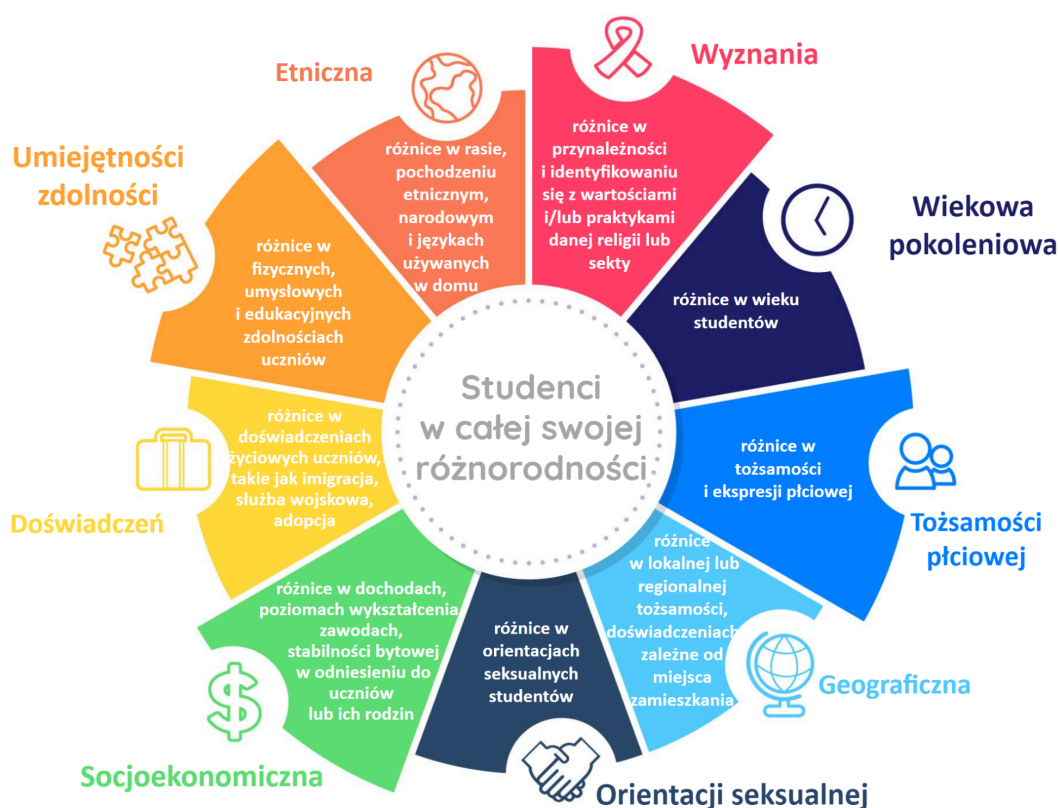 Wyznania
różnice w
przynależności
i identyfikowaniu
się z wartościami
i/lub praktykami
danej religii lub
sekty
Wiekowa
pokoleniowa
różnice w wieku
studentów
Tożsamości
płciowej
różnice w
tożsamości
i ekspresji płciowej
Geograficzna
różnice
w lokalnej lub
regionalnej
tożsamości,
doświadczeniach
zależne od
miejsca
zamieszkania
Orientacji seksualnej
różnice w
orientacjach
seksualnych
studentów
Socjoekonomiczna
różnice w dochodach,
poziomach wykształcenia
zawodach,
stabilności bytowej
w odniesieniu do
uczniów
lub ich rodzin
Doświadczeń
różnice w
doświadczeniach
życiowych uczniów,
takie jak imigracja,
służba wojskowa,
adopcja
Umiejętności
zdolności
różnice w
fizycznych,
umysłowych
i edukacyjnych
zdolnościach
uczniów
Etniczna
różnice w rasie,
pochodzeniu
etnicznym,
narodowym
i językach
używanych
w domu
Studenci
w całej swojej
różnorodności